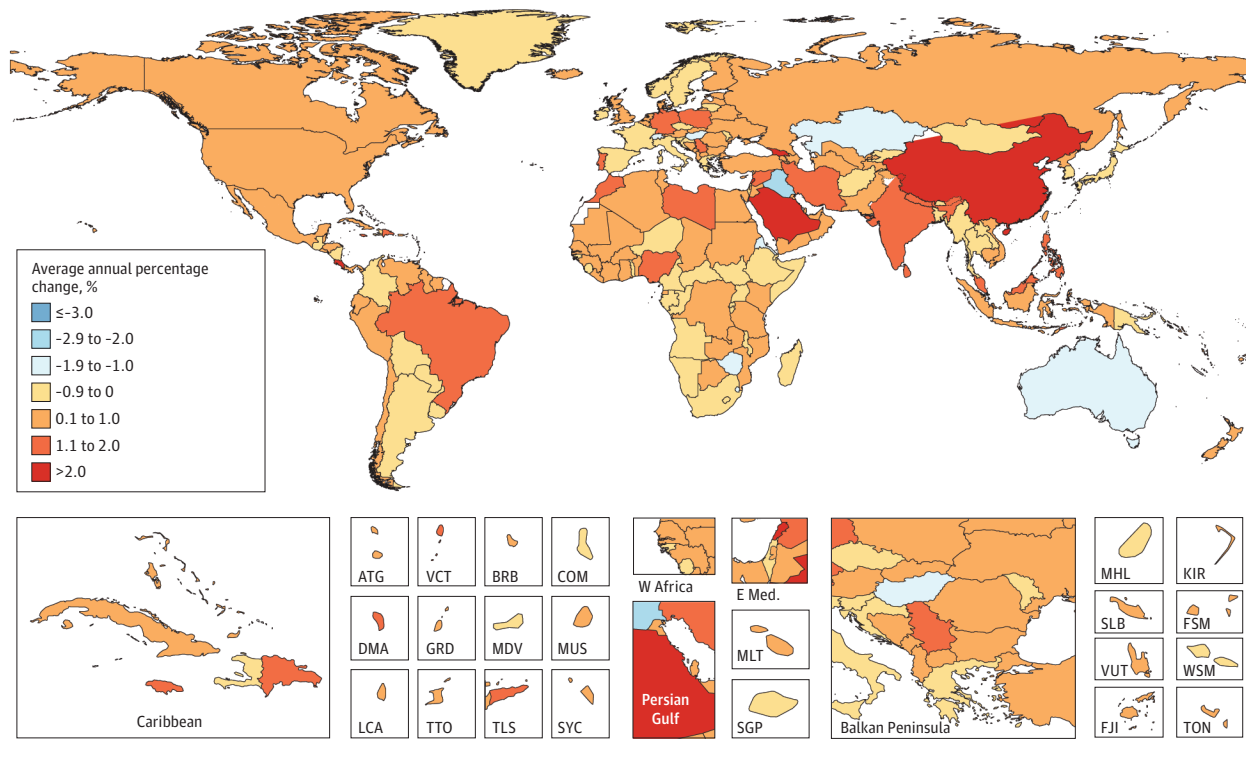 Average annual percentage
change, %
≤–3.0
–2.9 to –2.0
–1.9 to –1.0
–0.9 to 0
0.1 to 1.0
1.1 to 2.0
>2.0
Caribbean
ATG
VCT
BRB
COM
DMA
GRD
MDV
MUS
LCA
TTO
TLS
SYC
W Africa
E Med.
Persian
Gulf
MLT
SGP
Balkan Peninsula
MHL
KIR
SLB
FSM
VUT
WSM
FJI
TON